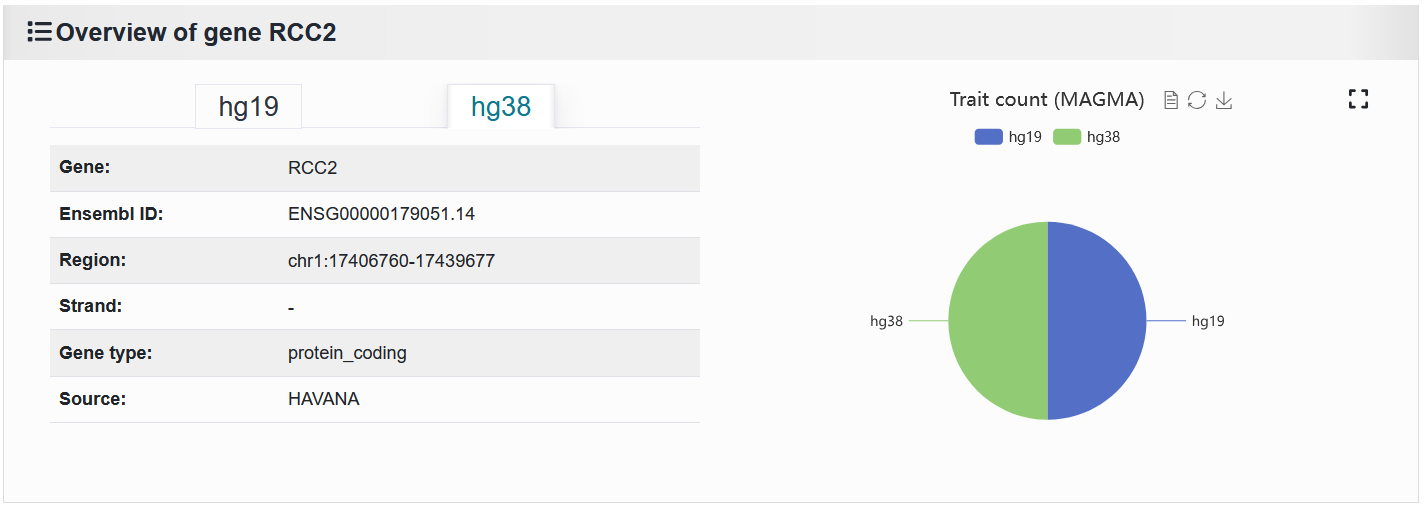 Overview of gene RCC2
hg19 hg38
Gene: RCC2
Ensembl ID: ENSG00000179051.14
Region: chr1:17406760-17439677
Strand: -
Gene type: protein_coding
Source: HAVANA
Trait count (MAGMA)
hg19 hg38
hg38 hg19